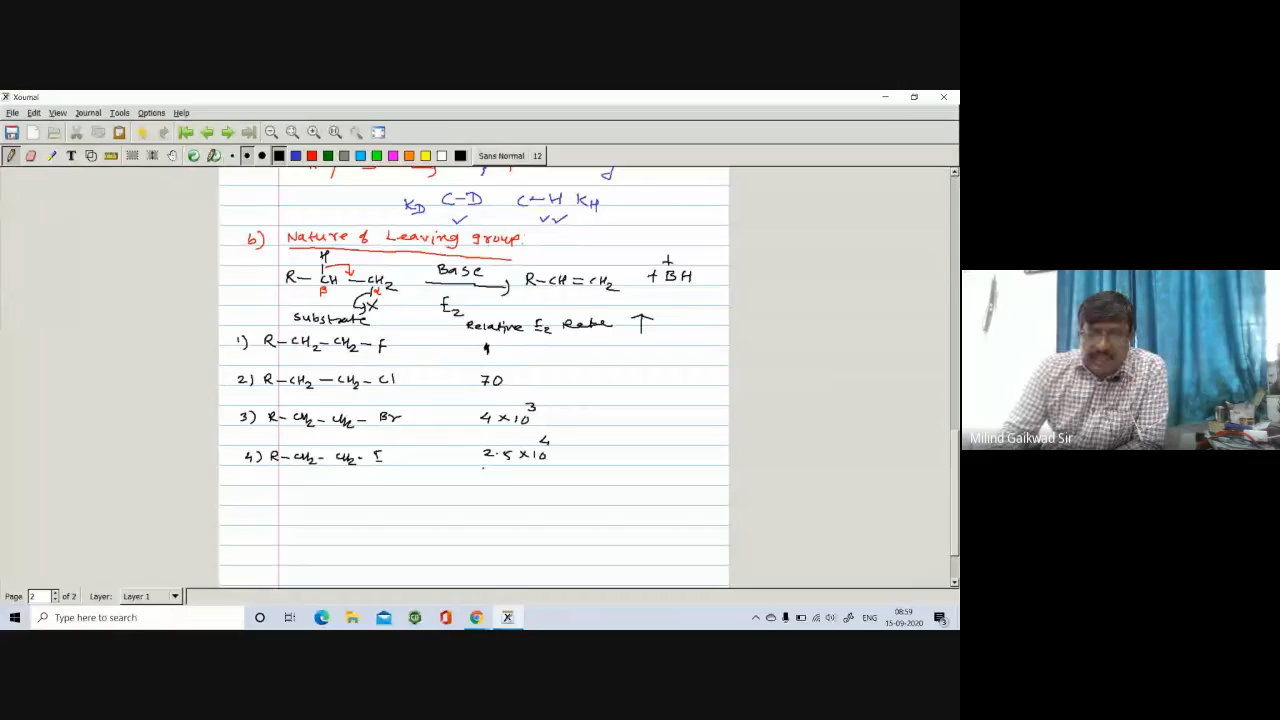 Xournal
File Edit View Journal Tools Options Help
Sans Normal 12
KD C-D C-H KH
b) Nature of Leaving group.
H
R-CH-CH2 Base R-CH=CH2 + BH
+
β α
X E2
substrate Relative E2 Rate ↑
1) R-CH2-CH2-F 1
2) R-CH2-CH2-Cl 70
3) R-CH2-CH2-Br 4×10³
4) R-CH2-CH2-I 2.5×10⁴
Milind Gaikwad Sir
Page 2 of 2 Layer: Layer 1
Type here to search
ENG
08:59
15-09-2020
3